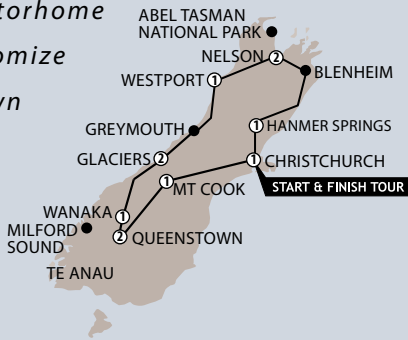 torhome
omize
wn
ABEL TASMAN
NATIONAL PARK
NELSON 2
BLENHEIM
WESTPORT 1
GREYMOUTH
1 HANMER SPRINGS
GLACIERS 2
1 CHRISTCHURCH
START & FINISH TOUR
1 MT COOK
WANAKA 1
MILFORD
SOUND
2 QUEENSTOWN
TE ANAU